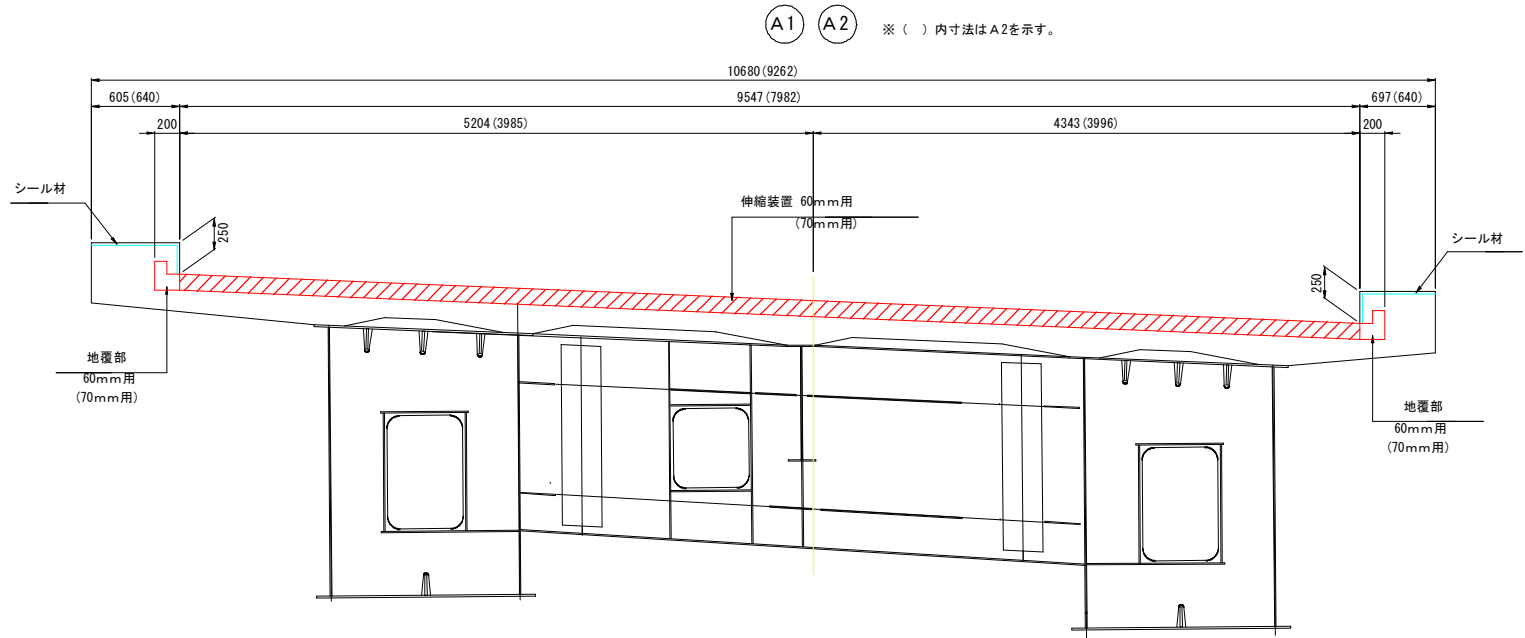 A1 A2 ※（ ）内寸法はA2を示す。
10680(9262)
605(640) 9547(7982) 697(640)
200 5204(3985) 4343(3996) 200
シール材
250
伸縮装置 60mm用
(70mm用)
シール材
250
地覆部
60mm用
(70mm用)
地覆部
60mm用
(70mm用)